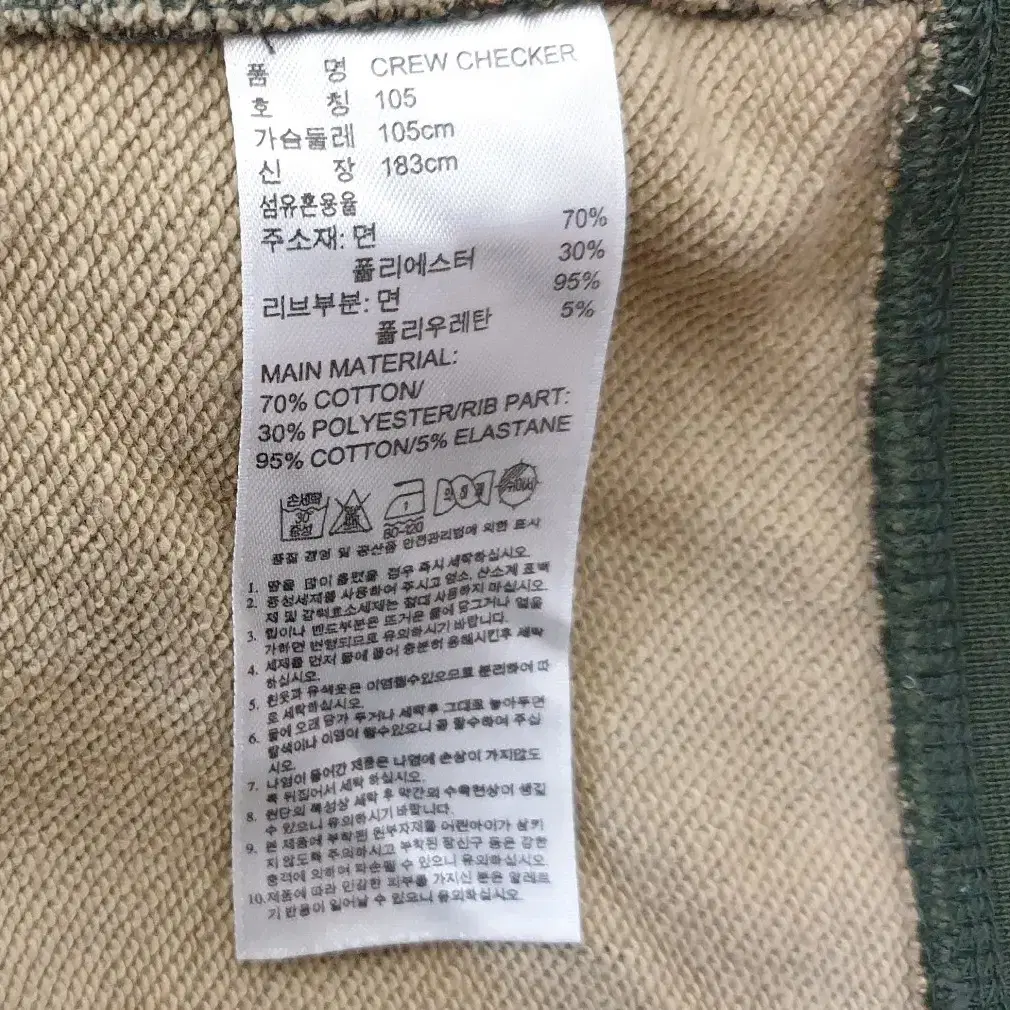 품 명 CREW CHECKER
호 칭 105
가슴둘레 105cm
신 장 183cm
섬유혼용율
주소재: 면 70%
폴리에스터 30%
리브부분: 면 95%
폴리우레탄 5%
MAIN MATERIAL:
70% COTTON/
30% POLYESTER/RIB PART:
95% COTTON/5% ELASTANE
손세탁
30°
중성
1
80~120
품질 경영 및 공산품 안전관리법에 의한 표시
1. 땀을 많이 흘렸을 경우 즉시 세탁하십시오.
2. 중성세제를 사용하여 주시고 염소, 산소계 표백
제 및 강력효소세제는 절대 사용하지 마십시오.
3. 립이나 밴드부분은 뜨거운 물에 담그거나 열을
가하면 변형되므로 유의하시기 바랍니다.
4. 세제를 먼저 물에 풀어 충분히 용해시킨후 세탁
하십시오.
5. 흰옷과 유색옷은 이염될수있으므로 분리하여 따
로 세탁하십시오.
6. 물에 오래 담가 두거나 세탁후 그대로 놓아두면
탈색이나 이염이 될수있으니 꼭 탈수하여 주십
시오.
7. 나염이 들어간 제품은 나염에 손상이 가지않도
록 뒤집어서 세탁 하십시오.
8. 원단의 특성상 세탁 후 약간의 수축현상이 생길
수 있으니 유의하시기 바랍니다.
9. 본 제품에 부착된 원부자재를 어린아이가 삼키
지 않도록 주의하시고 부착된 장신구 등은 강한
충격에 의하여 파손될 수 있으니 유의하십시오.
10. 제품에 따라 민감한 피부를 가지신 분은 알레르
기 반응이 일어날 수 있으니 유의하십시오.